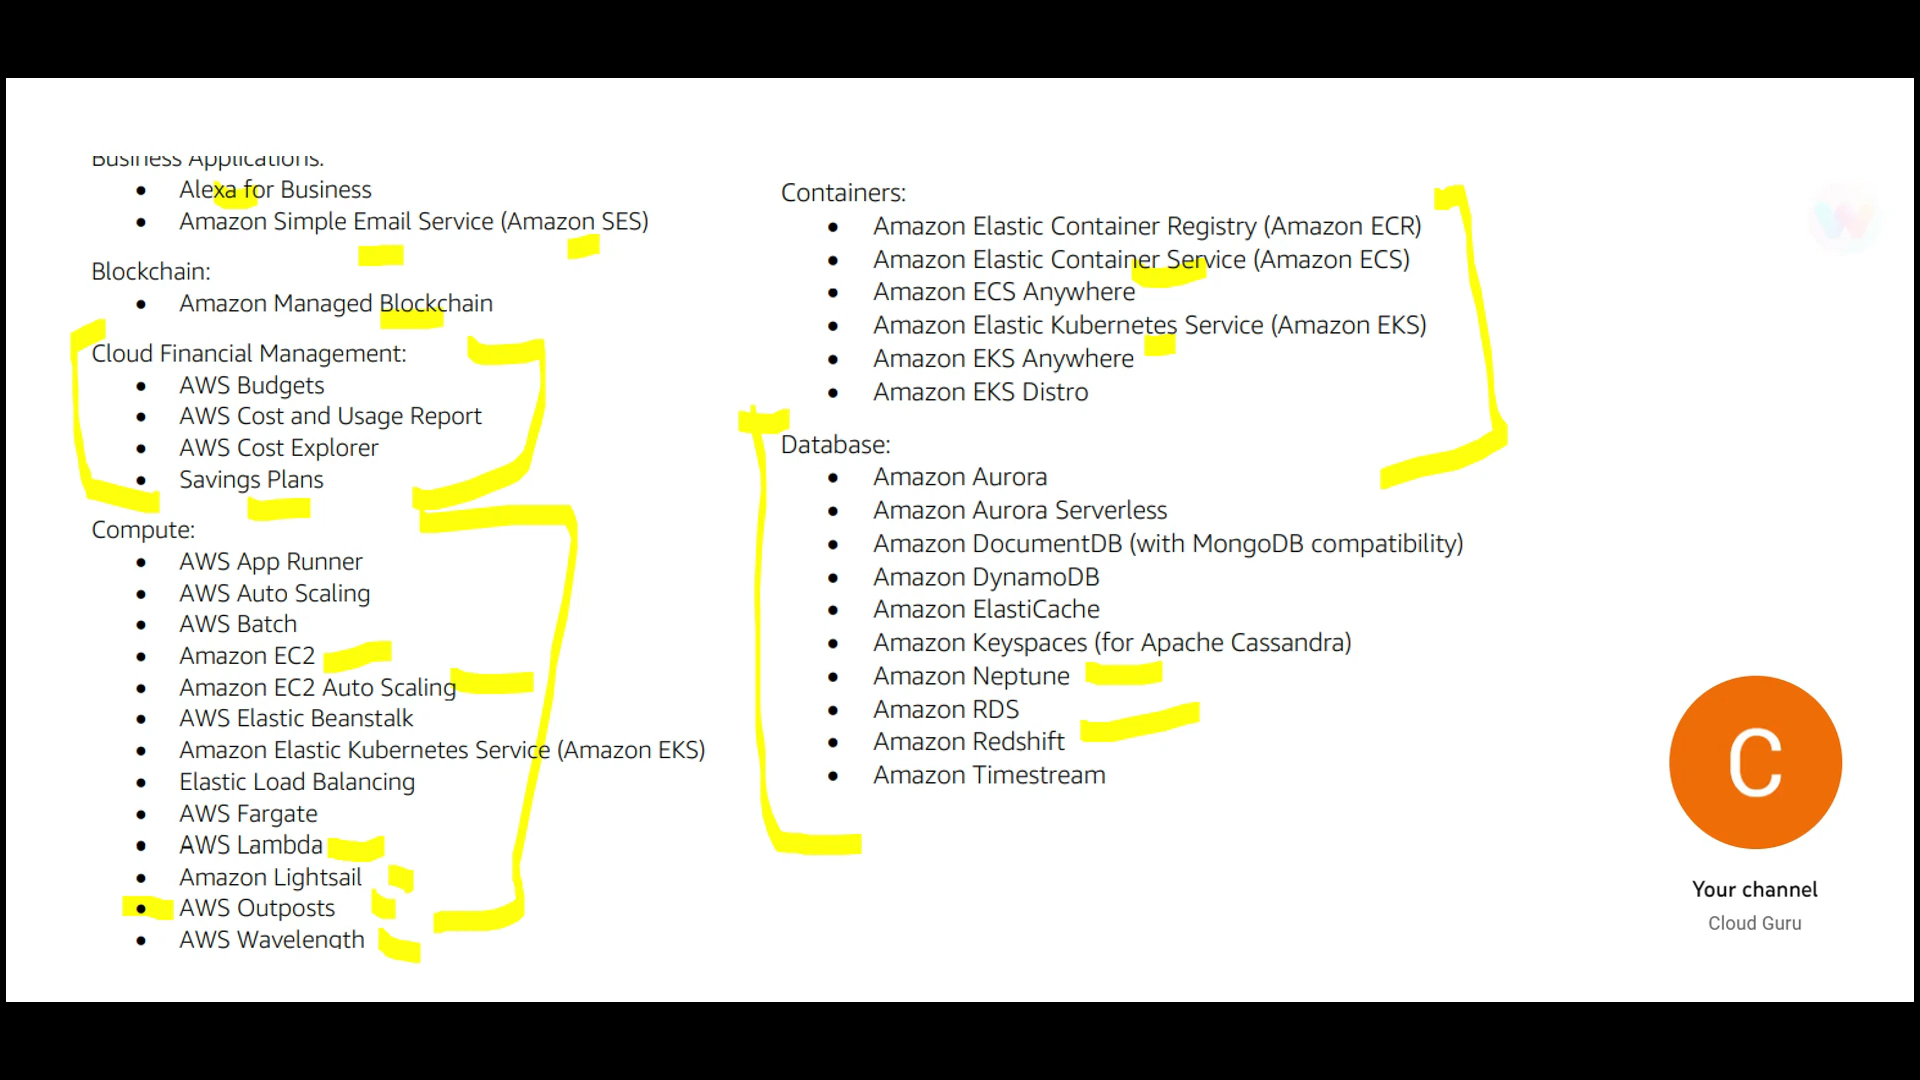 Business Applications:
• Alexa for Business
• Amazon Simple Email Service (Amazon SES)
Blockchain:
• Amazon Managed Blockchain
Cloud Financial Management:
• AWS Budgets
• AWS Cost and Usage Report
• AWS Cost Explorer
• Savings Plans
Compute:
• AWS App Runner
• AWS Auto Scaling
• AWS Batch
• Amazon EC2
• Amazon EC2 Auto Scaling
• AWS Elastic Beanstalk
• Amazon Elastic Kubernetes Service (Amazon EKS)
• Elastic Load Balancing
• AWS Fargate
• AWS Lambda
• Amazon Lightsail
• AWS Outposts
• AWS Wavelength
Containers:
• Amazon Elastic Container Registry (Amazon ECR)
• Amazon Elastic Container Service (Amazon ECS)
• Amazon ECS Anywhere
• Amazon Elastic Kubernetes Service (Amazon EKS)
• Amazon EKS Anywhere
• Amazon EKS Distro
Database:
• Amazon Aurora
• Amazon Aurora Serverless
• Amazon DocumentDB (with MongoDB compatibility)
• Amazon DynamoDB
• Amazon ElastiCache
• Amazon Keyspaces (for Apache Cassandra)
• Amazon Neptune
• Amazon RDS
• Amazon Redshift
• Amazon Timestream
W
C
Your channel
Cloud Guru